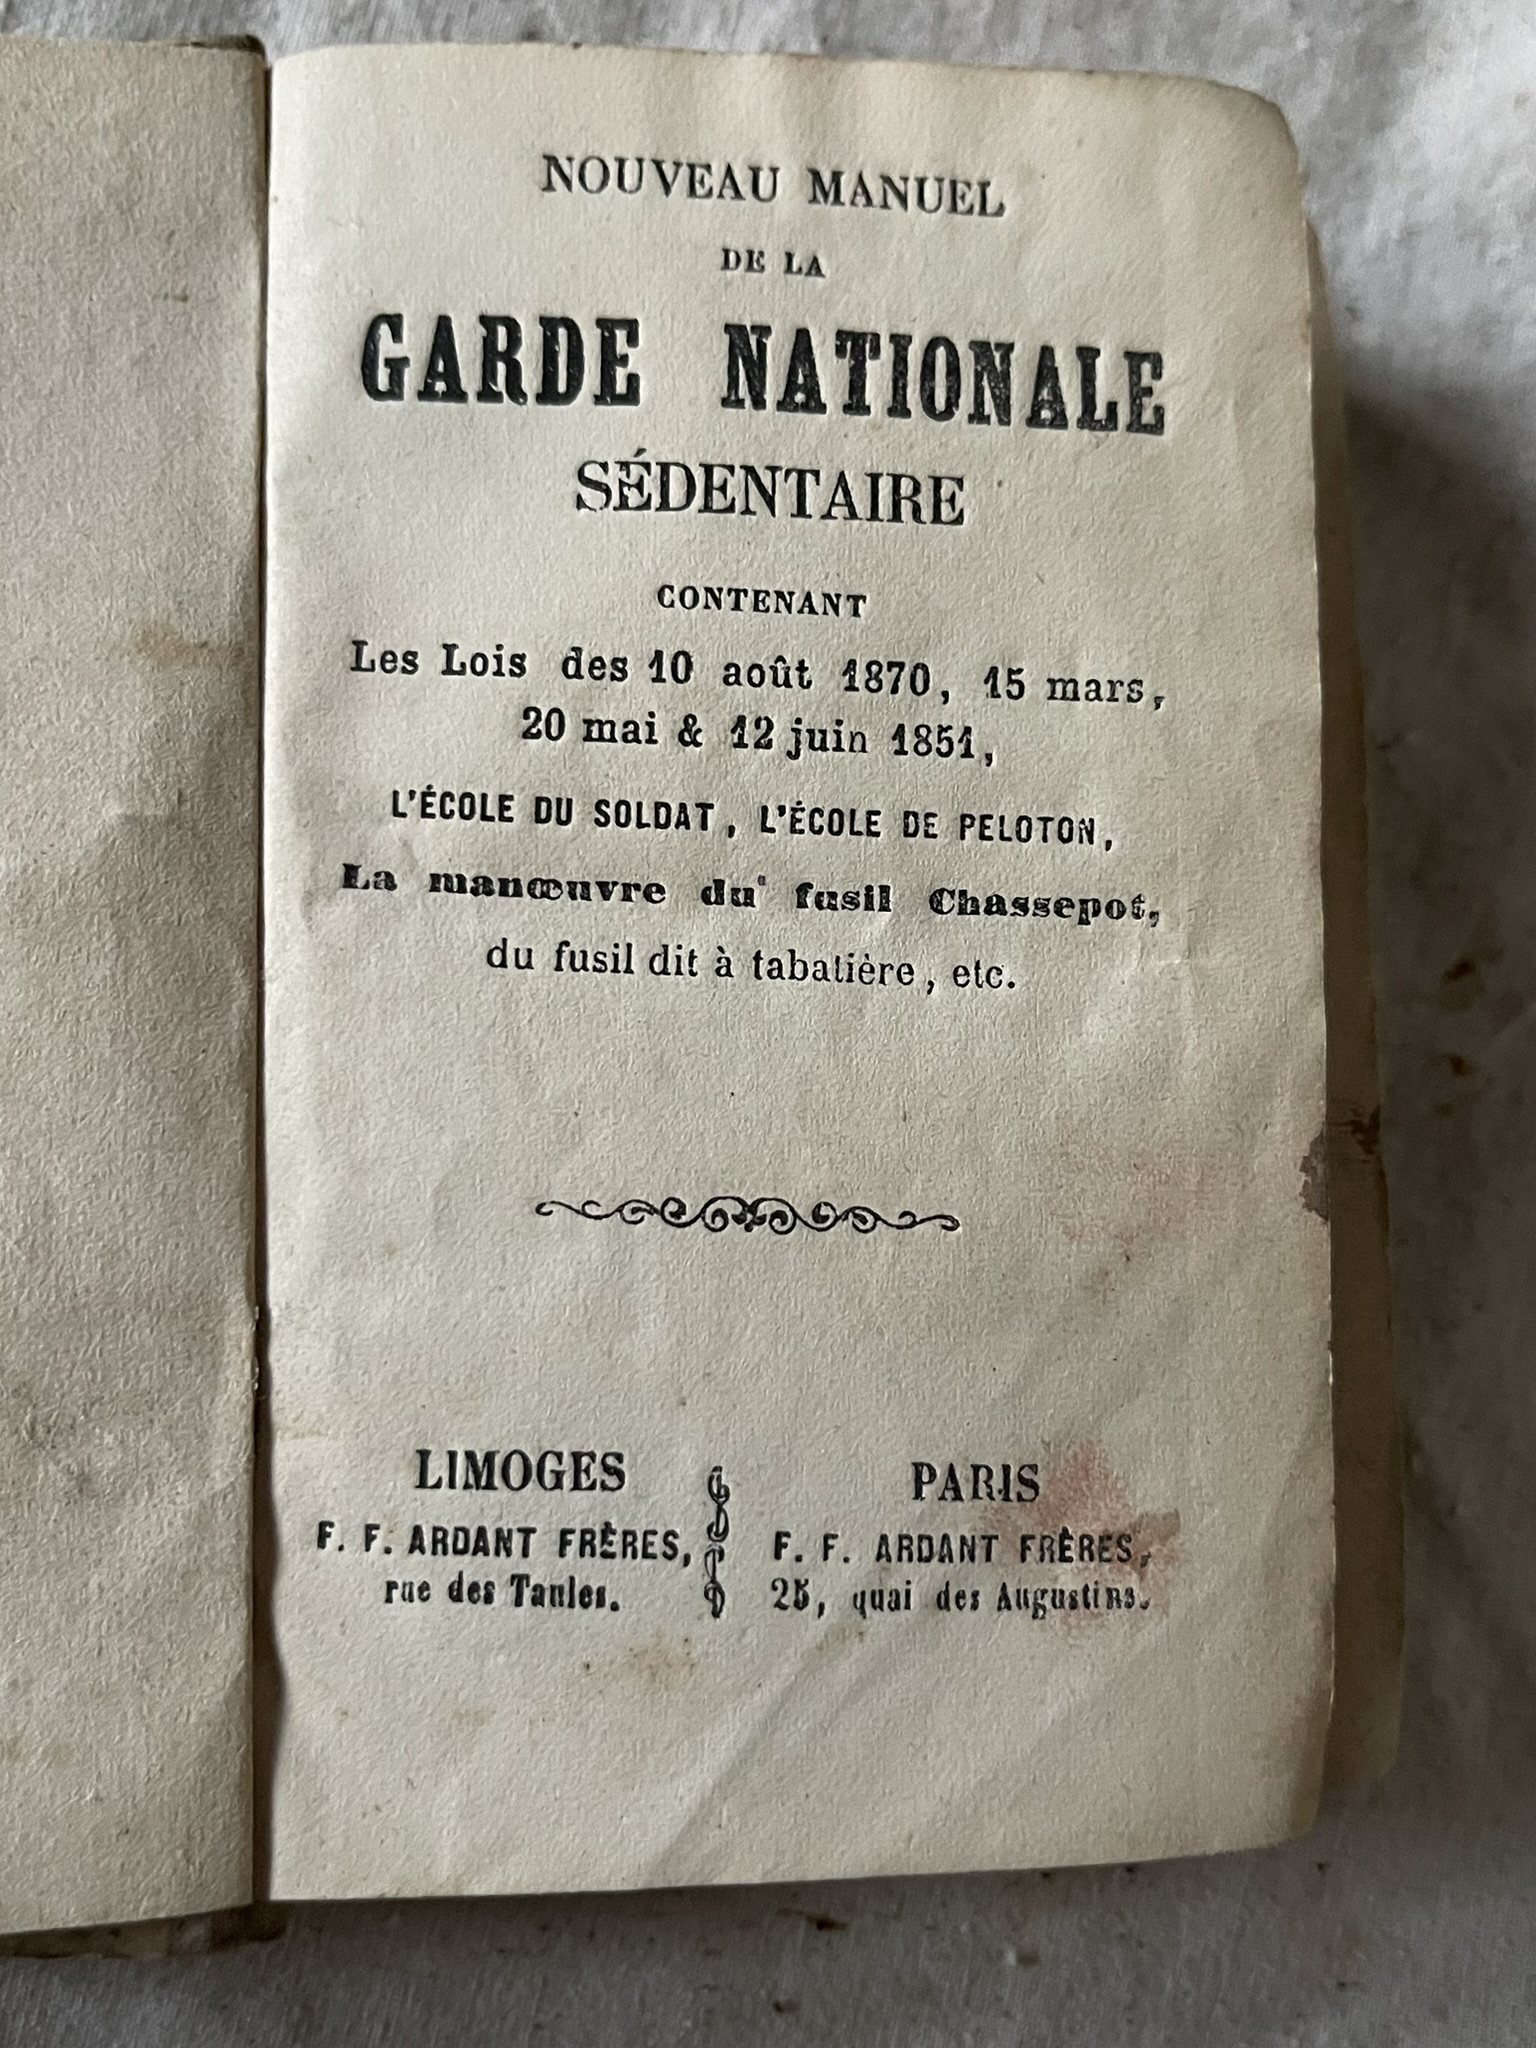 NOUVEAU MANUEL
DE LA
GARDE NATIONALE
SÉDENTAIRE
CONTENANT
Les Lois des 10 août 1870, 15 mars,
20 mai & 12 juin 1851,
L'ÉCOLE DU SOLDAT, L'ÉCOLE DE PELOTON,
La manœuvre du fusil Chassepot,
du fusil dit à tabatière, etc.
LIMOGES
F. F. ARDANT FRÈRES,
rue des Taules.
PARIS
F. F. ARDANT FRÈRES,
25, quai des Augustins.